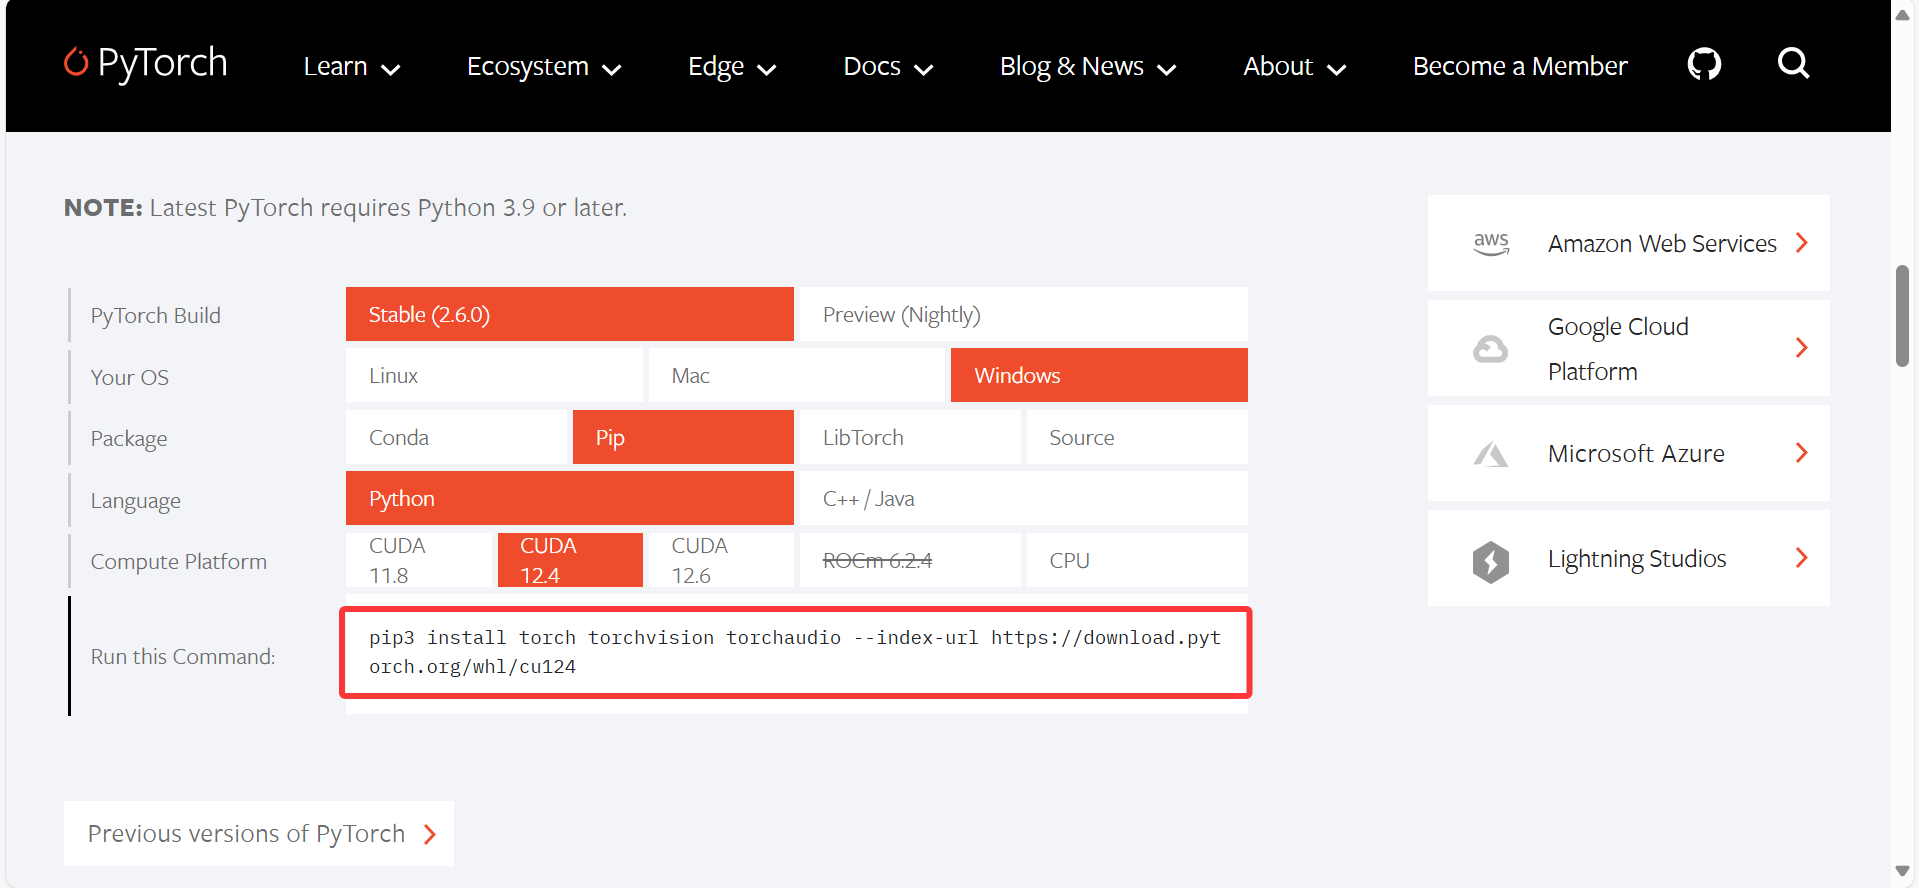 PyTorch
Learn
Ecosystem
Edge
Docs
Blog & News
About
Become a Member
NOTE: Latest PyTorch requires Python 3.9 or later.
PyTorch Build
Stable (2.6.0)
Preview (Nightly)
Your OS
Linux
Mac
Windows
Package
Conda
Pip
LibTorch
Source
Language
Python
C++ / Java
Compute Platform
CUDA
11.8
CUDA
12.4
CUDA
12.6
ROCm 6.2.4
CPU
Run this Command:
pip3 install torch torchvision torchaudio --index-url https://download.pyt
orch.org/whl/cu124
Previous versions of PyTorch
aws
Amazon Web Services
Google Cloud
Platform
Microsoft Azure
Lightning Studios